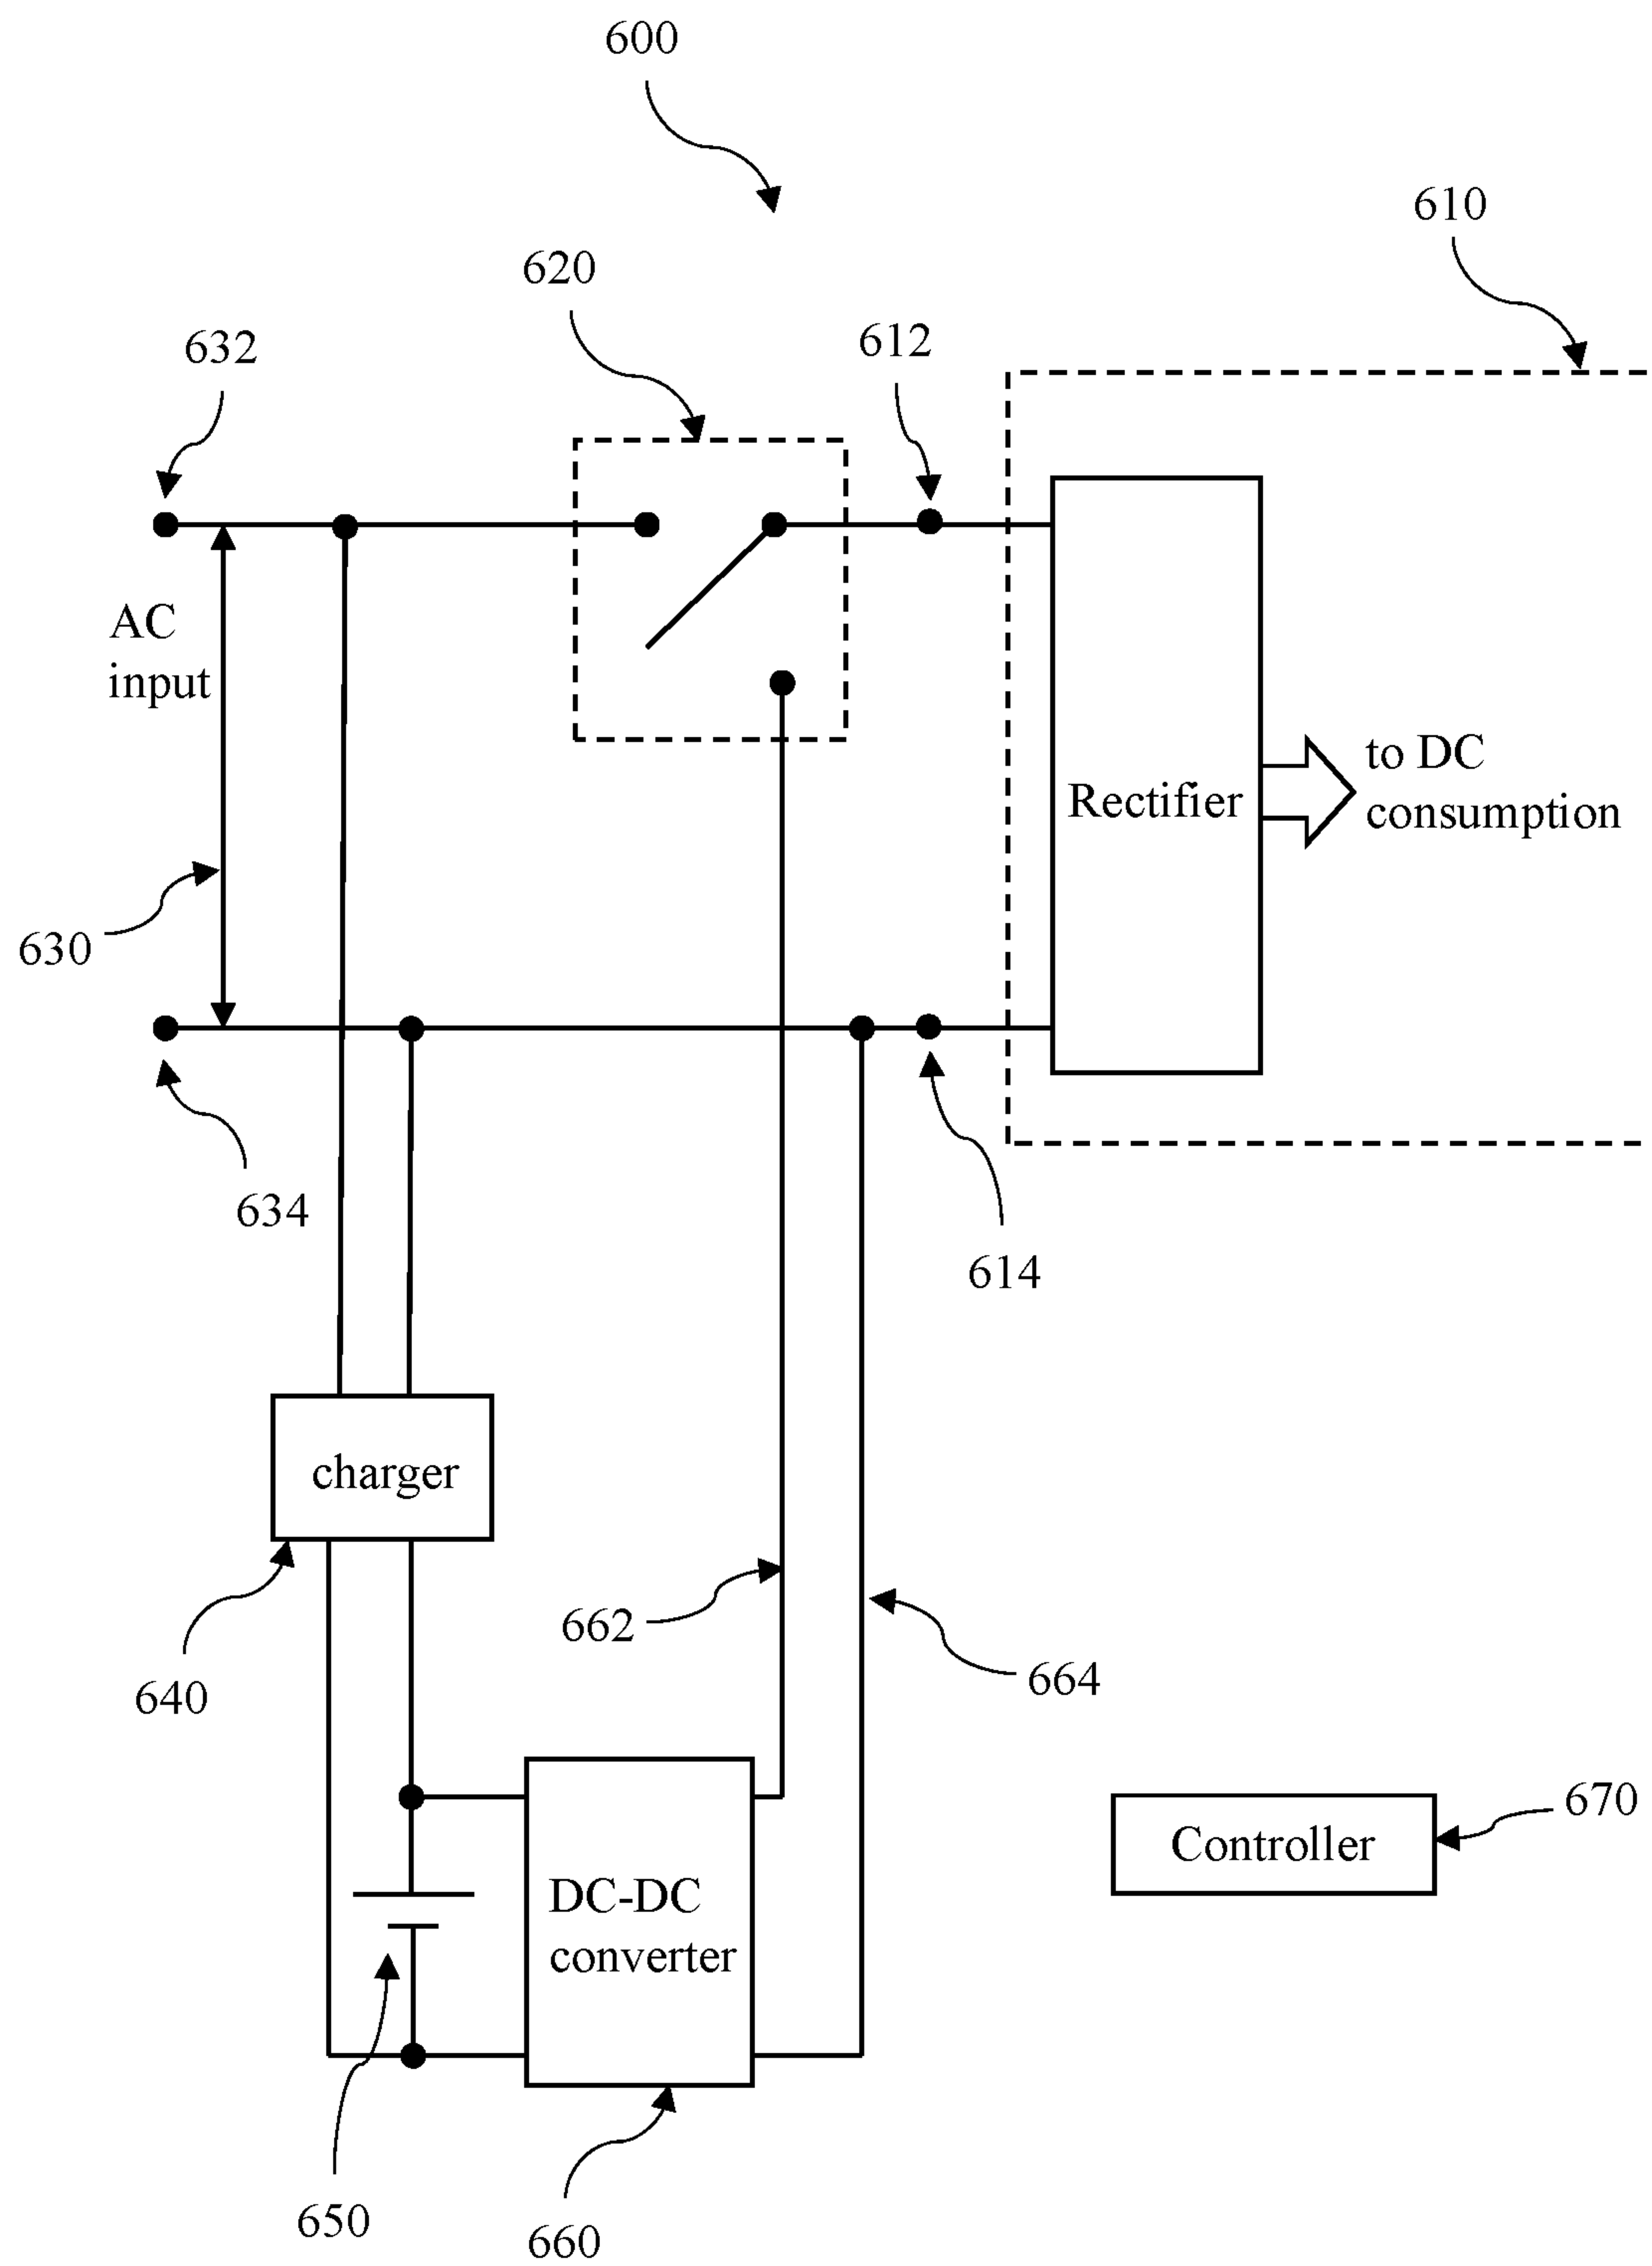 600
610
620
632
612
AC
input
to DC
consumption
Rectifier
630
634
614
charger
662
664
640
670
Controller
DC-DC
converter
650
660